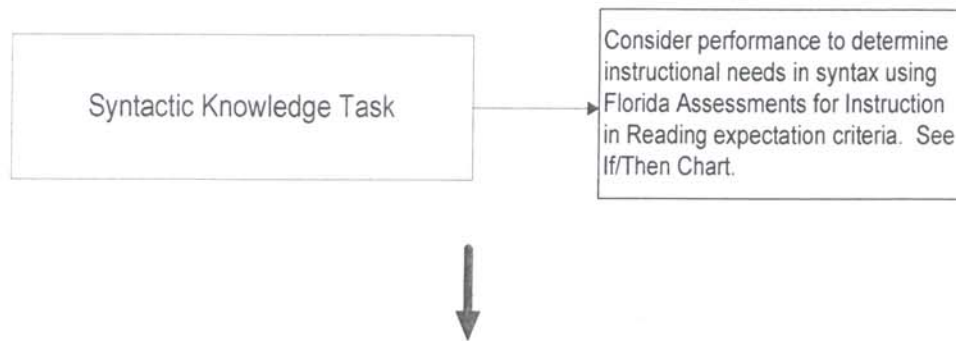 Syntactic Knowledge Task
Consider performance to determine
instructional needs in syntax using
Florida Assessments for Instruction
in Reading expectation criteria.  See
If/Then Chart.